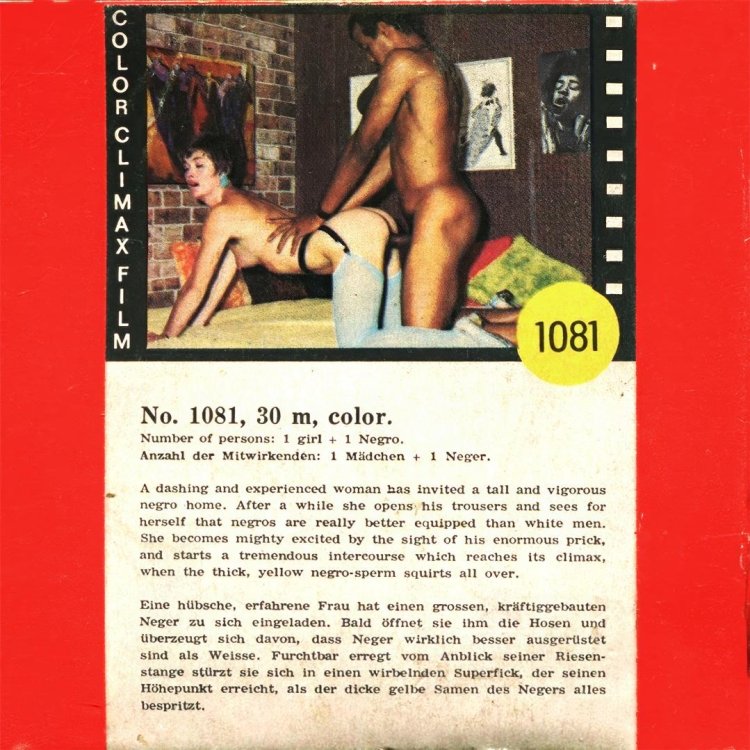 COLOR CLIMAX FILM
1081
No. 1081, 30 m, color.
Number of persons: 1 girl + 1 Negro.
Anzahl der Mitwirkenden: 1 Mädchen + 1 Neger.
A dashing and experienced woman has invited a tall and vigorous
negro home. After a while she opens his trousers and sees for
herself that negros are really better equipped than white men.
She becomes mighty excited by the sight of his enormous prick,
and starts a tremendous intercourse which reaches its climax,
when the thick, yellow negro-sperm squirts all over.
Eine hübsche, erfahrene Frau hat einen grossen, kräftiggebauten
Neger zu sich eingeladen. Bald öffnet sie ihm die Hosen und
überzeugt sich davon, dass Neger wirklich besser ausgerüstet
sind als Weisse. Furchtbar erregt vom Anblick seiner Riesen-
stange stürzt sie sich in einen wirbelnden Superfick, der seinen
Höhepunkt erreicht, als der dicke gelbe Samen des Negers alles
bespritzt.